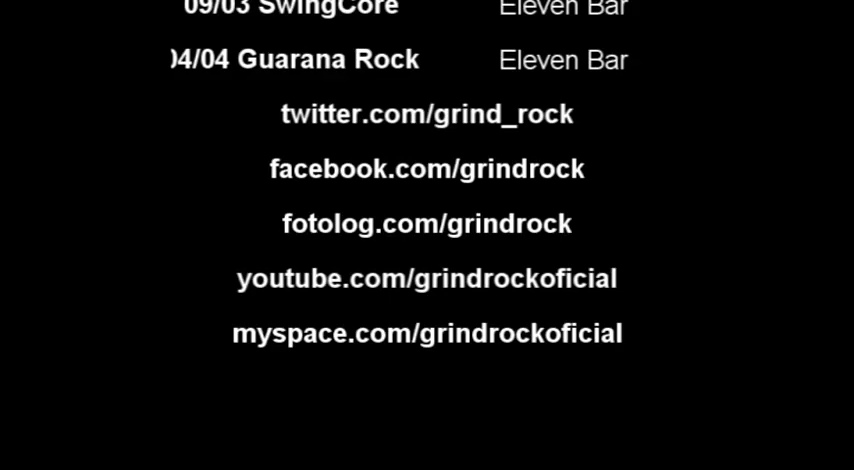 09/03 SwingCore Eleven Bar
04/04 Guarana Rock Eleven Bar
twitter.com/grind_rock
facebook.com/grindrock
fotolog.com/grindrock
youtube.com/grindrockoficial
myspace.com/grindrockoficial